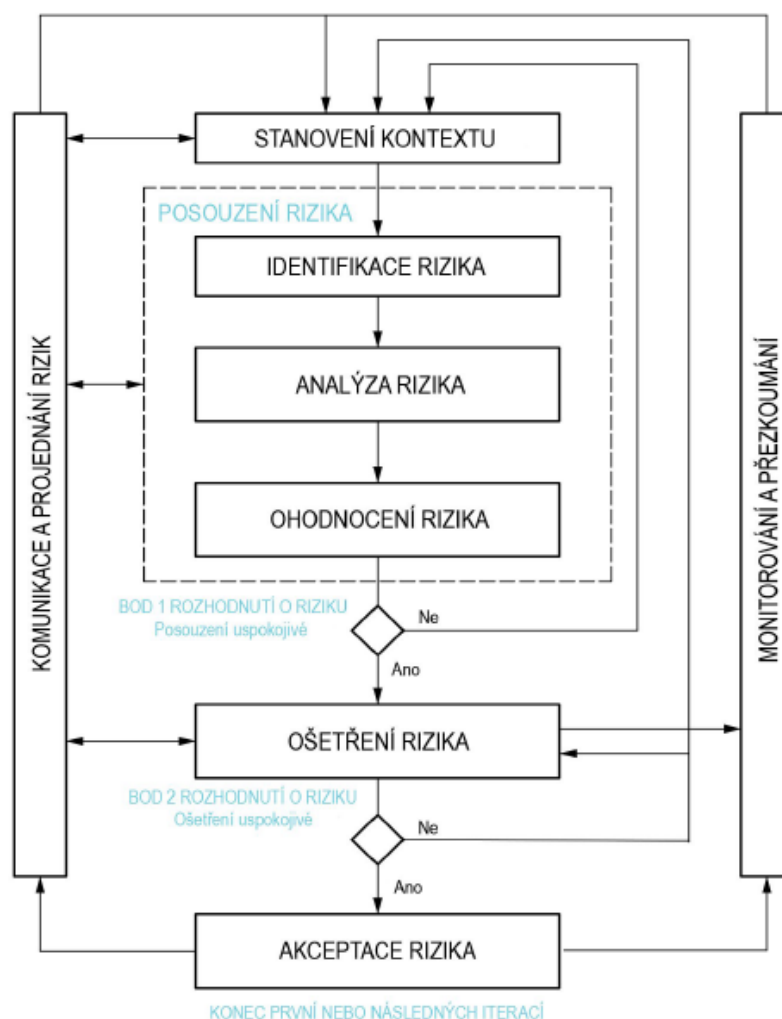 STANOVENÍ KONTEXTU
POSOUZENÍ RIZIKA
IDENTIFIKACE RIZIKA
ANALÝZA RIZIKA
OHODNOCENÍ RIZIKA
KOMUNIKACE A PROJEDNÁNÍ RIZIK
MONITOROVÁNÍ A PŘEZKOUMÁNÍ
BOD 1 ROZHODNUTÍ O RIZIKU
Posouzení uspokojivé
Ne
Ano
OŠETŘENÍ RIZIKA
BOD 2 ROZHODNUTÍ O RIZIKU
Ošetření uspokojivé
Ne
Ano
AKCEPTACE RIZIKA
KONEC PRVNÍ NEBO NÁSLEDNÝCH ITERACÍ